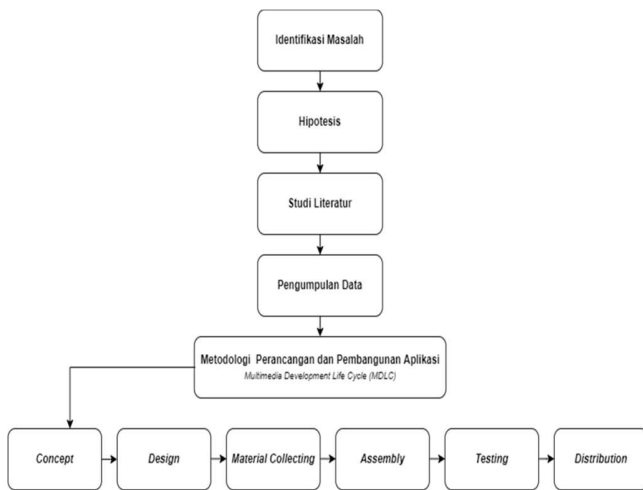 Identifikasi Masalah
Hipotesis
Studi Literatur
Pengumpulan Data
Metodologi Perancangan dan Pembangunan Aplikasi
Multimedia Development Life Cycle (MDLC)
Concept
Design
Material Collecting
Assembly
Testing
Distribution